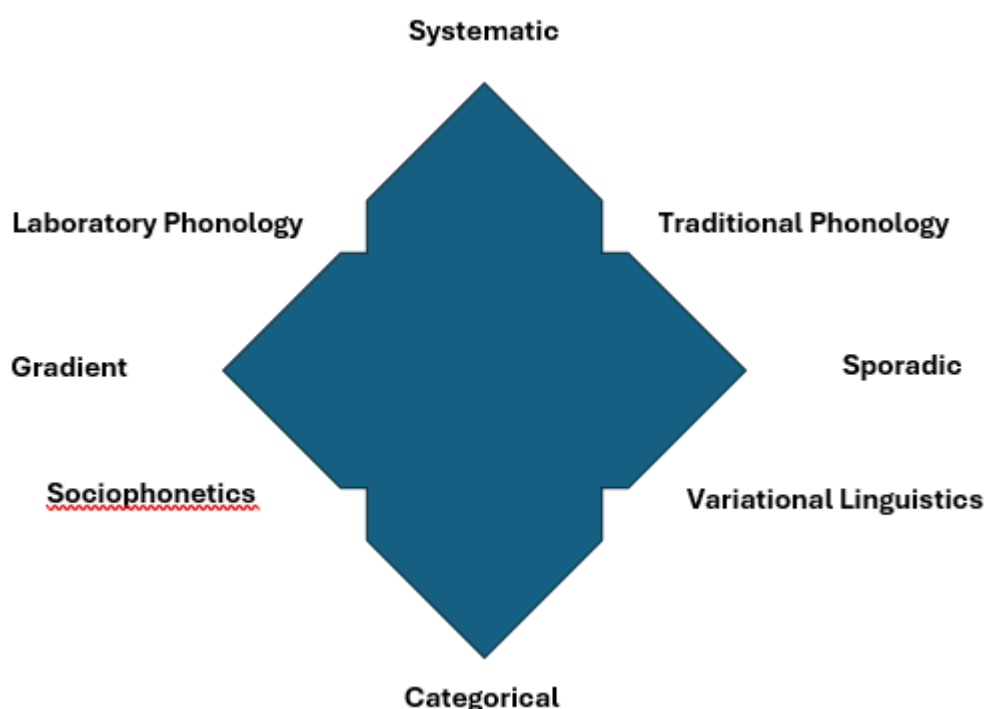 Systematic
Laboratory Phonology
Traditional Phonology
Gradient
Sporadic
Sociophonetics
Variational Linguistics
Categorical